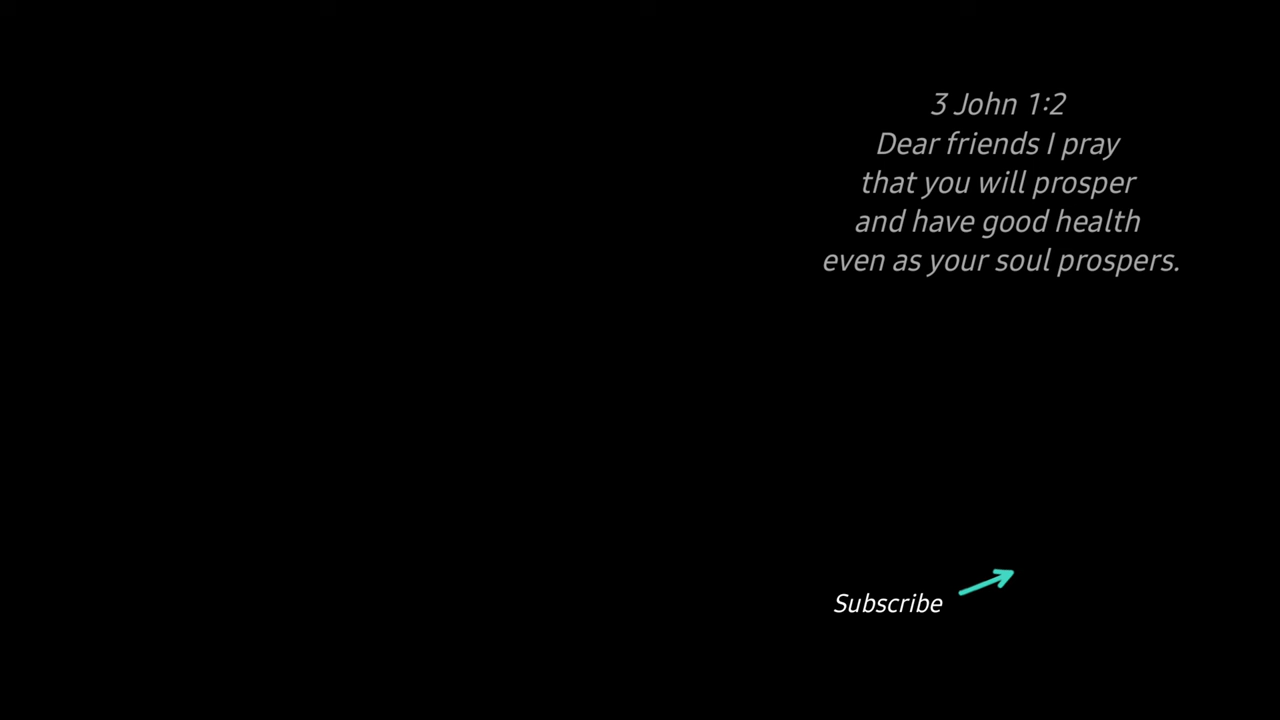 3 John 1:2
Dear friends I pray
that you will prosper
and have good health
even as your soul prospers.
Subscribe